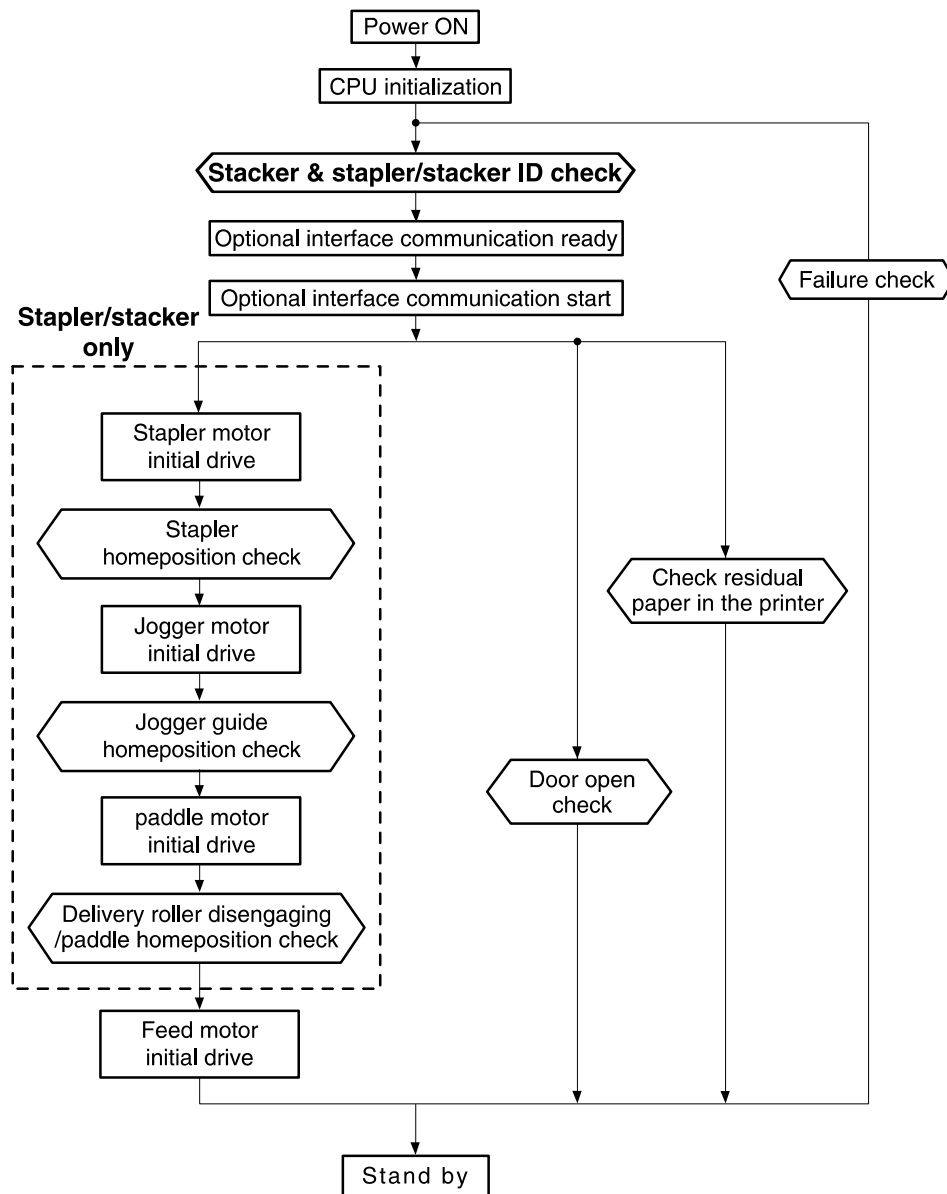 Power ON
CPU initialization
Stacker & stapler/stacker ID check
Optional interface communication ready
Failure check
Optional interface communication start
Stapler/stacker
only
Stapler motor
initial drive
Stapler
homeposition check
Check residual
paper in the printer
Jogger motor
initial drive
Jogger guide
homeposition check
Door open
check
paddle motor
initial drive
Delivery roller disengaging
/paddle homeposition check
Feed motor
initial drive
Stand by